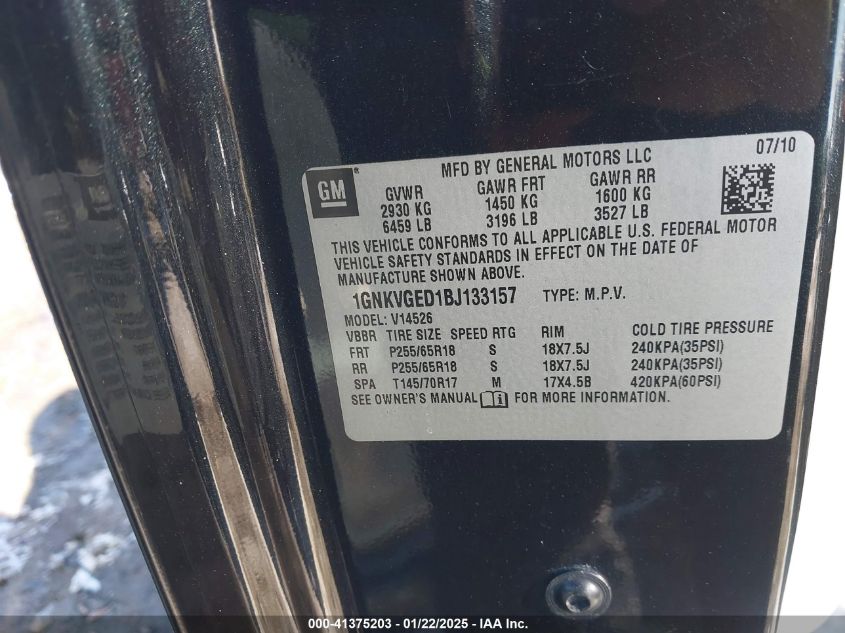 07/10
MFD BY GENERAL MOTORS LLC
GM ®
GVWR GAWR FRT GAWR RR
2930 KG 1450 KG 1600 KG
6459 LB 3196 LB 3527 LB
THIS VEHICLE CONFORMS TO ALL APPLICABLE U.S. FEDERAL MOTOR
VEHICLE SAFETY STANDARDS IN EFFECT ON THE DATE OF
MANUFACTURE SHOWN ABOVE.
1GNKVGED1BJ133157 TYPE: M.P.V.
MODEL: V14526
VBBR TIRE SIZE SPEED RTG RIM COLD TIRE PRESSURE
FRT P255/65R18 S 18X7.5J 240KPA(35PSI)
RR P255/65R18 S 18X7.5J 240KPA(35PSI)
SPA T145/70R17 M 17X4.5B 420KPA(60PSI)
SEE OWNER'S MANUAL i FOR MORE INFORMATION.
000-41375203 - 01/22/2025 - IAA Inc.